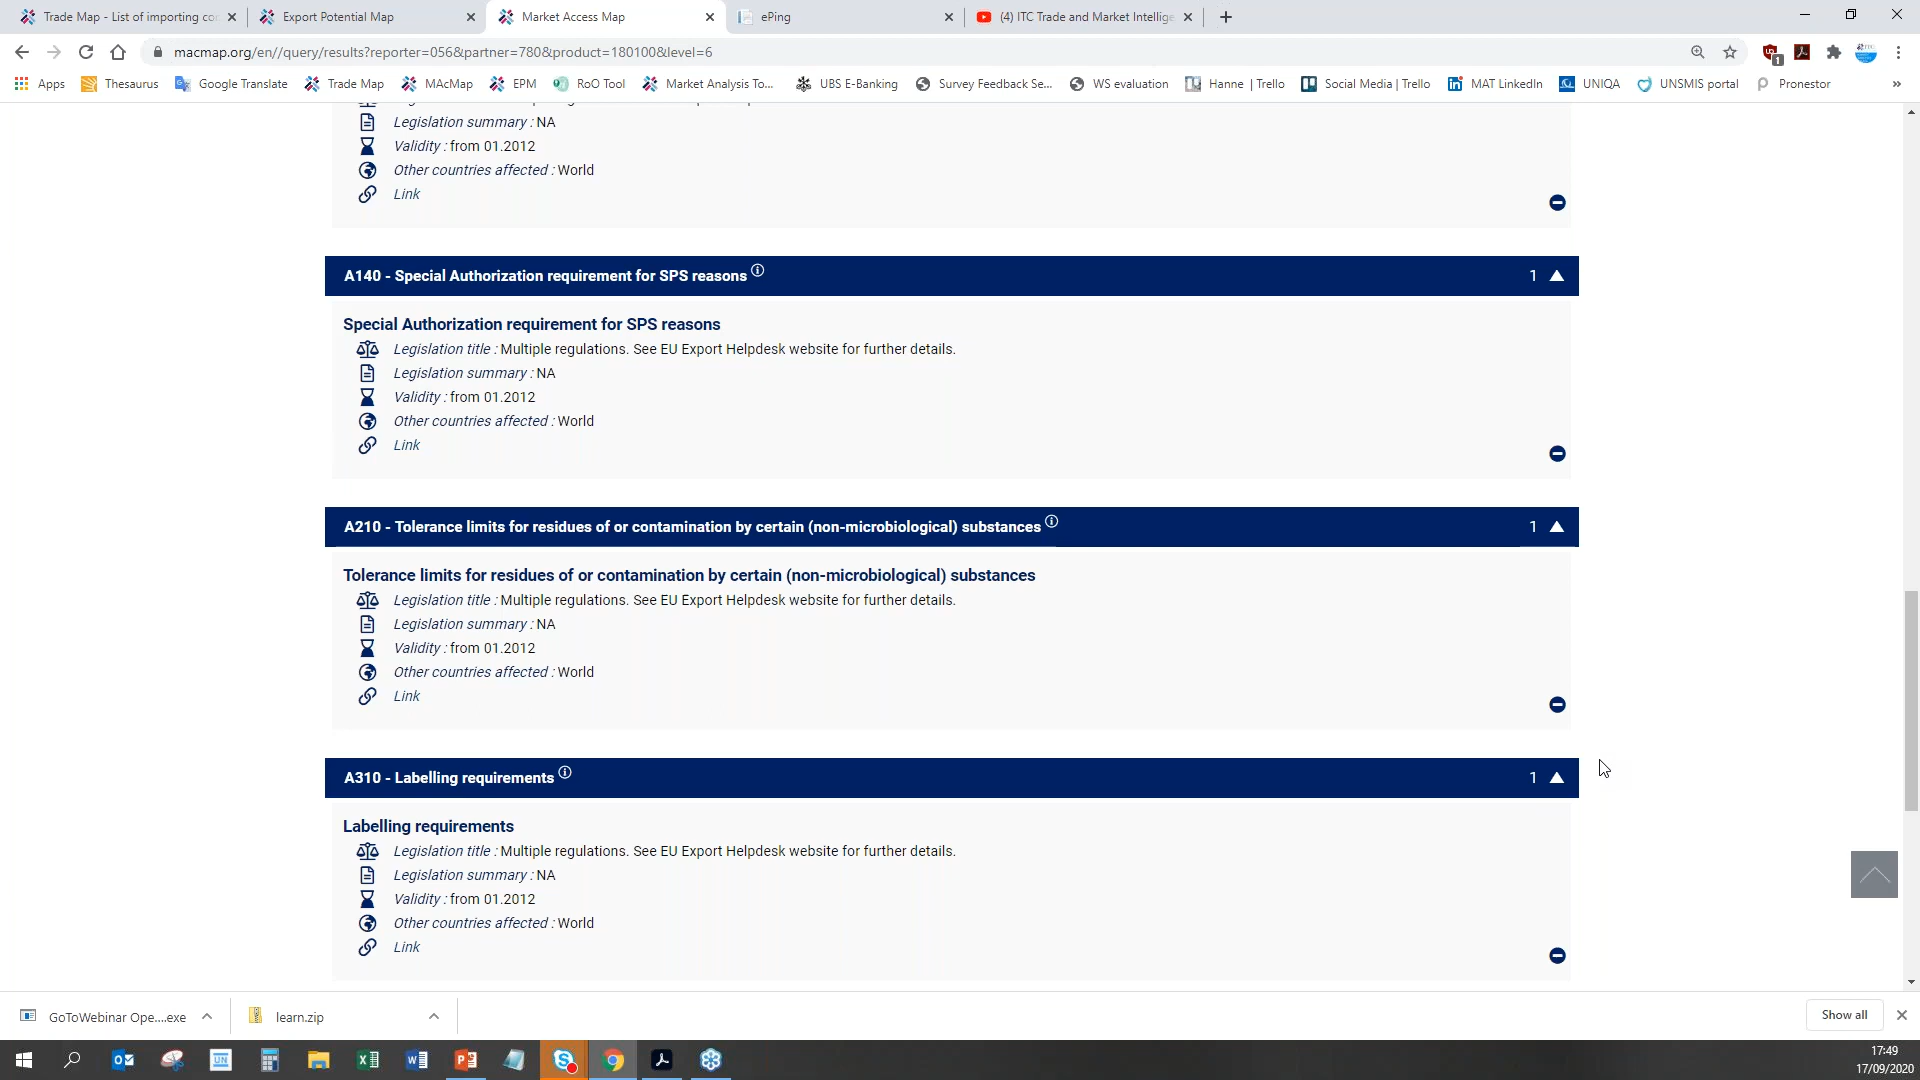 Trade Map - List of importing co
Export Potential Map
Market Access Map
ePing
(4) ITC Trade and Market Intellige
macmap.org/en//query/results?reporter=056&partner=780&product=180100&level=6
1
Apps
Thesaurus
Google Translate
Trade Map
MAcMap
EPM
RoO Tool
Market Analysis To...
UBS E-Banking
Survey Feedback Se...
WS evaluation
Hanne | Trello
Social Media | Trello
MAT LinkedIn
UNIQA
UNSMIS portal
Pronestor
»
Legislation summary : NA
Validity : from 01.2012
Other countries affected : World
Link
A140 - Special Authorization requirement for SPS reasons
1
Special Authorization requirement for SPS reasons
Legislation title : Multiple regulations. See EU Export Helpdesk website for further details.
Legislation summary : NA
Validity : from 01.2012
Other countries affected : World
Link
A210 - Tolerance limits for residues of or contamination by certain (non-microbiological) substances
1
Tolerance limits for residues of or contamination by certain (non-microbiological) substances
Legislation title : Multiple regulations. See EU Export Helpdesk website for further details.
Legislation summary : NA
Validity : from 01.2012
Other countries affected : World
Link
A310 - Labelling requirements
1
Labelling requirements
Legislation title : Multiple regulations. See EU Export Helpdesk website for further details.
Legislation summary : NA
Validity : from 01.2012
Other countries affected : World
Link
GoToWebinar Ope....exe
learn.zip
Show all
17:49
17/09/2020